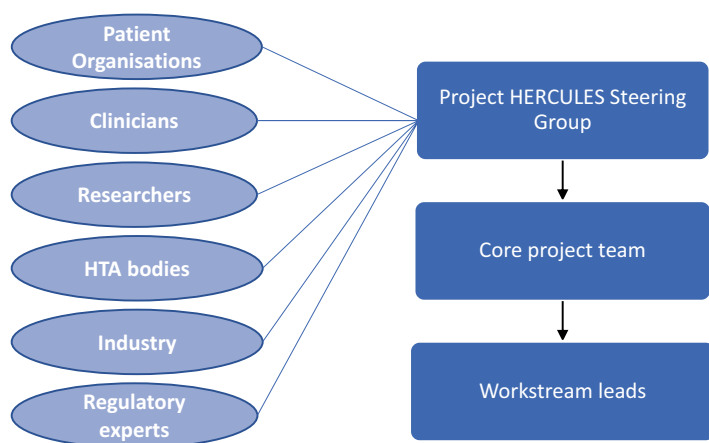 Patient
Organisations
Clinicians
Researchers
HTA bodies
Industry
Regulatory
experts
Project HERCULES Steering
Group
Core project team
Workstream leads